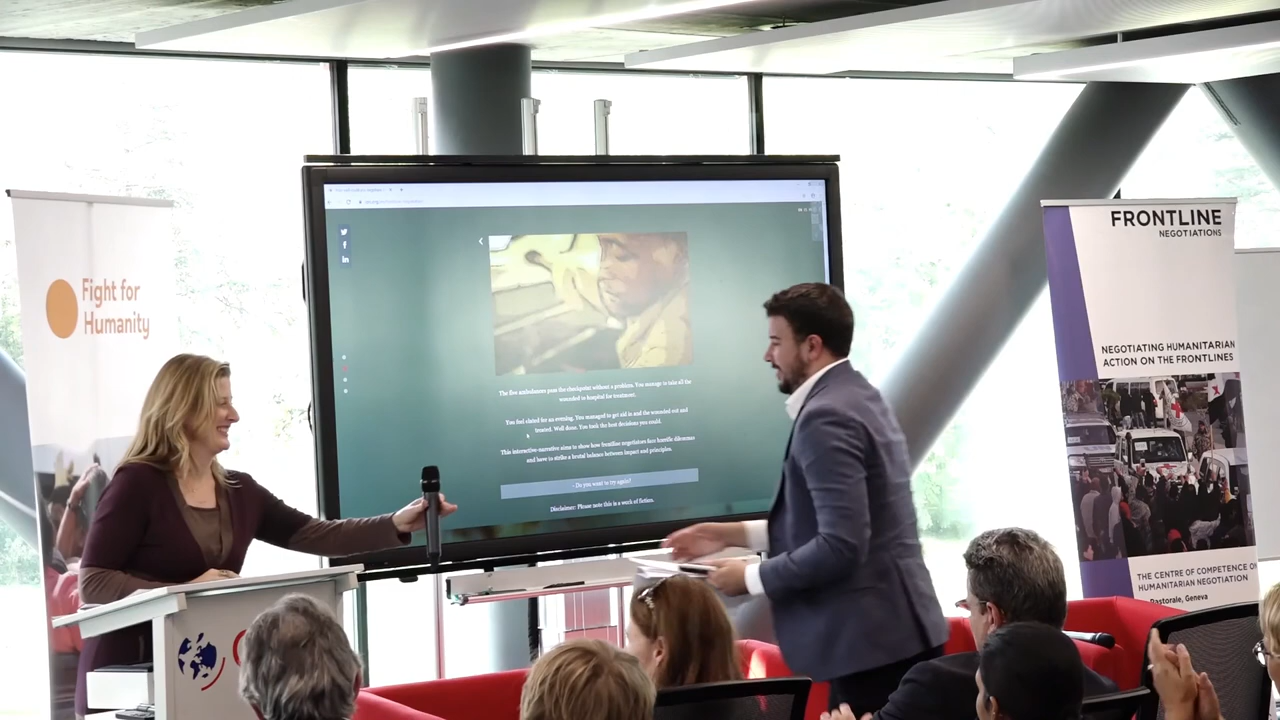 Fight for
Humanity
The five ambulances pass the checkpoint without a problem. You manage to take all the
wounded to hospital for treatment.
You feel elated for an evening. You managed to get aid in and the wounded out and
treated. Well done. You took the best decisions you could.
This interactive narrative aims to show how frontline negotiators face horrific dilemmas
and have to strike a brutal balance between impact and principles.
- Do you want to try again?
Disclaimer: Please note this is a work of fiction.
FRONTLINE
NEGOTIATIONS
NEGOTIATING HUMANITARIAN
ACTION ON THE FRONTLINES
THE CENTRE OF COMPETENCE ON
HUMANITARIAN NEGOTIATION
Pastorale, Geneva